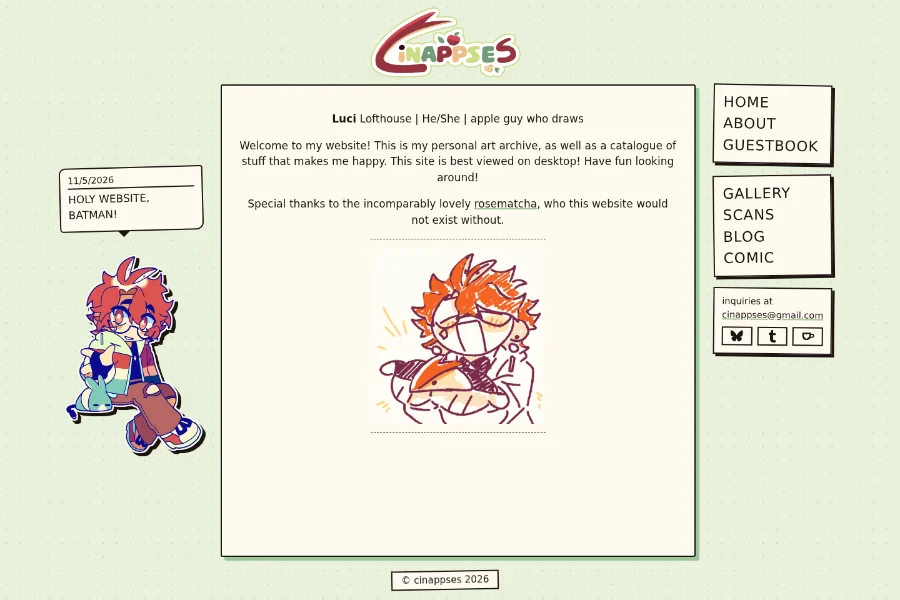 CiNAPPSES
Luci Lofthouse | He/She | apple guy who draws
Welcome to my website! This is my personal art archive, as well as a catalogue of
stuff that makes me happy. This site is best viewed on desktop! Have fun looking
around!
Special thanks to the incomparably lovely rosematcha, who this website would
not exist without.
11/5/2026
HOLY WEBSITE,
BATMAN!
HOME
ABOUT
GUESTBOOK
GALLERY
SCANS
BLOG
COMIC
inquiries at
cinappses@gmail.com
t
© cinappses 2026